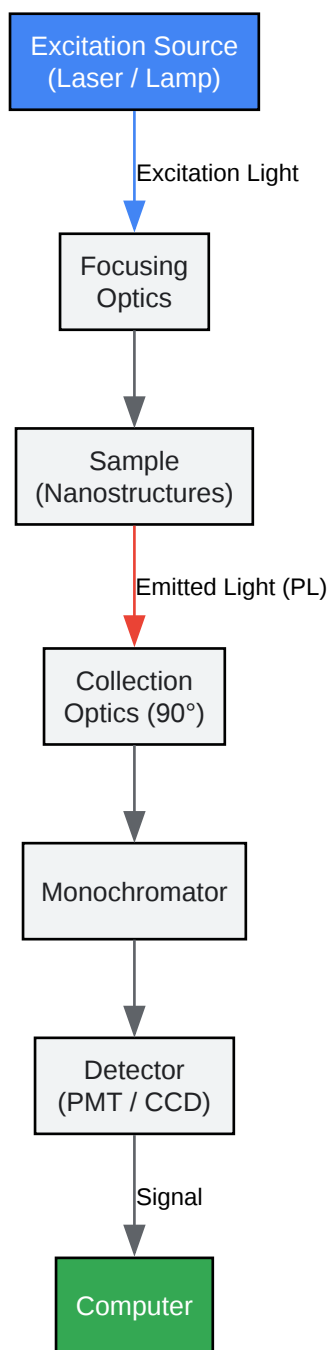 Excitation Source
(Laser / Lamp)
Excitation Light
Focusing
Optics
Sample
(Nanostructures)
Emitted Light (PL)
Collection
Optics (90°)
Monochromator
Detector
(PMT / CCD)
Signal
Computer